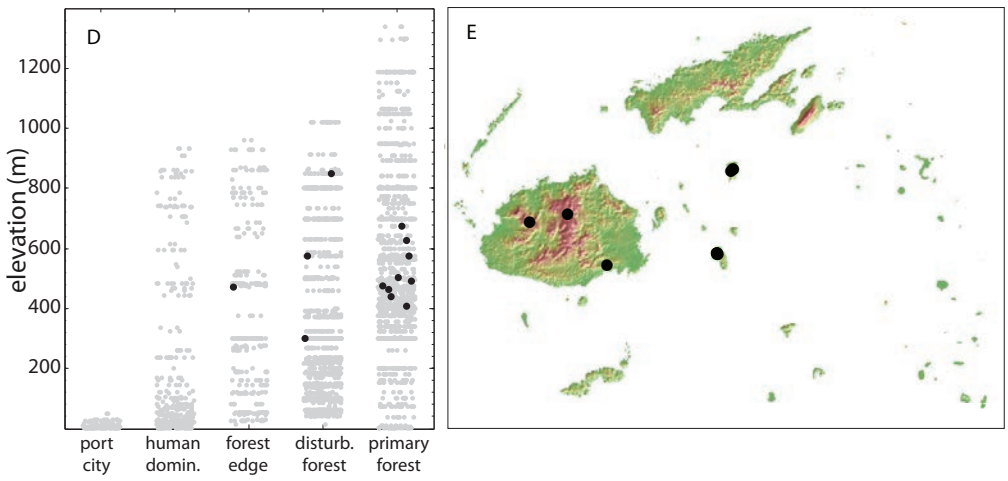 D
E
elevation (m)
1200
1000
800
600
400
200
port city
human domin.
forest edge
disturb. forest
primary forest